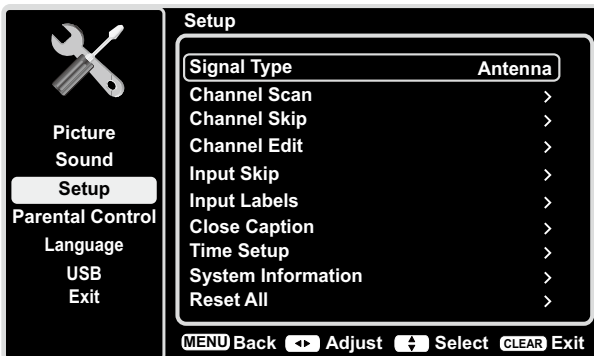 Picture
Sound
Setup
Parental Control
Language
USB
Exit
Setup
Signal Type Antenna
Channel Scan >
Channel Skip >
Channel Edit >
Input Skip >
Input Labels >
Close Caption >
Time Setup >
System Information >
Reset All >
MENU Back Adjust Select CLEAR Exit